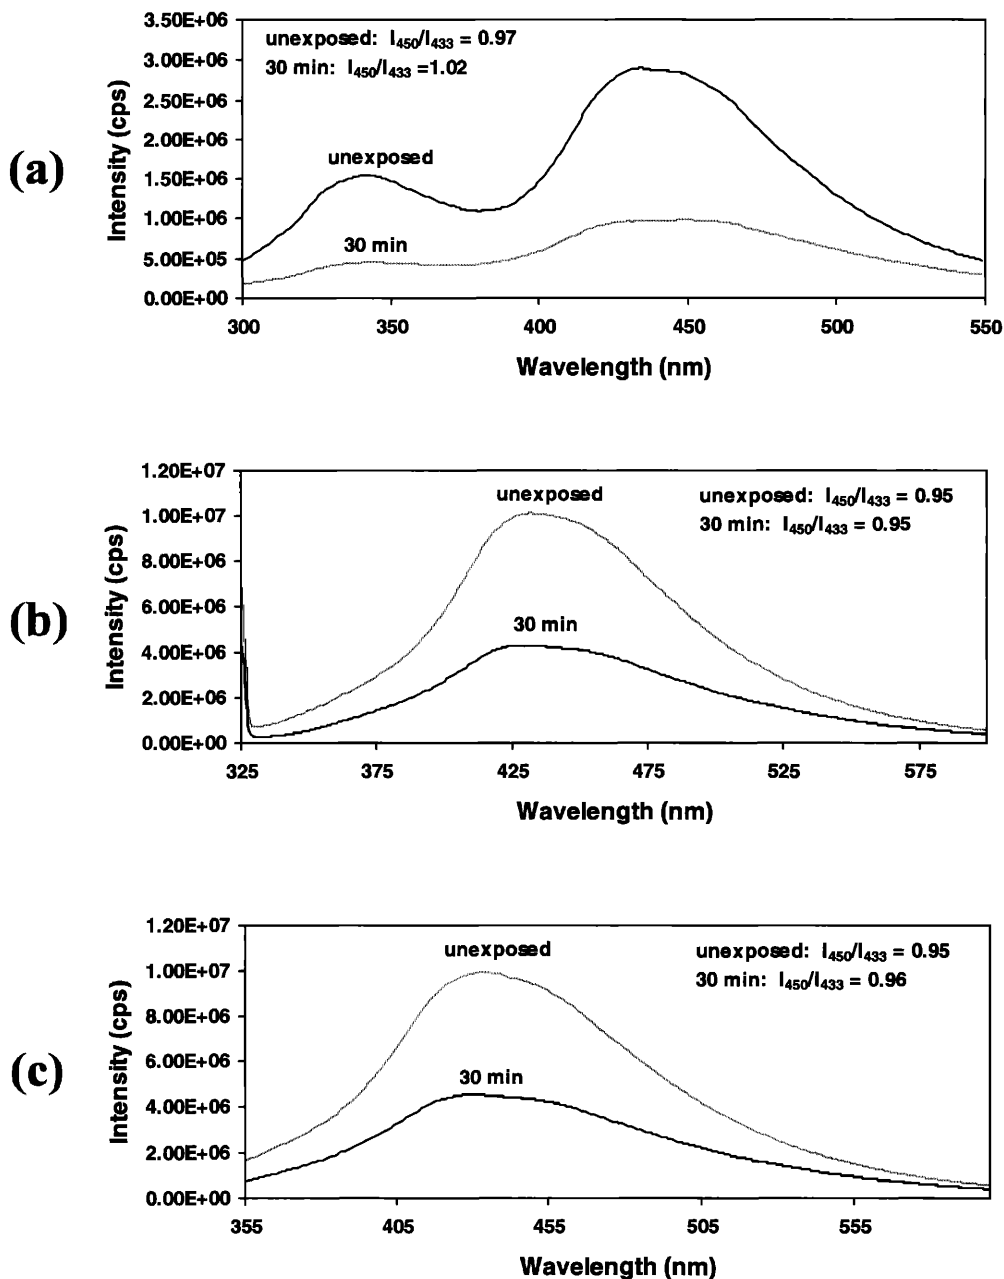 (a)
Intensity (cps)
3.50E+06
3.00E+06
2.50E+06
2.00E+06
1.50E+06
1.00E+06
5.00E+05
0.00E+00
unexposed: I₄₅₀/I₄₃₃ = 0.97
30 min: I₄₅₀/I₄₃₃ =1.02
unexposed
30 min
300 350 400 450 500 550
Wavelength (nm)
(b)
Intensity (cps)
1.20E+07
1.00E+07
8.00E+06
6.00E+06
4.00E+06
2.00E+06
0.00E+00
unexposed
unexposed: I₄₅₀/I₄₃₃ = 0.95
30 min: I₄₅₀/I₄₃₃ = 0.95
30 min
325 375 425 475 525 575
Wavelength (nm)
(c)
Intensity (cps)
1.20E+07
1.00E+07
8.00E+06
6.00E+06
4.00E+06
2.00E+06
0.00E+00
unexposed
unexposed: I₄₅₀/I₄₃₃ = 0.95
30 min: I₄₅₀/I₄₃₃ = 0.96
30 min
355 405 455 505 555
Wavelength (nm)